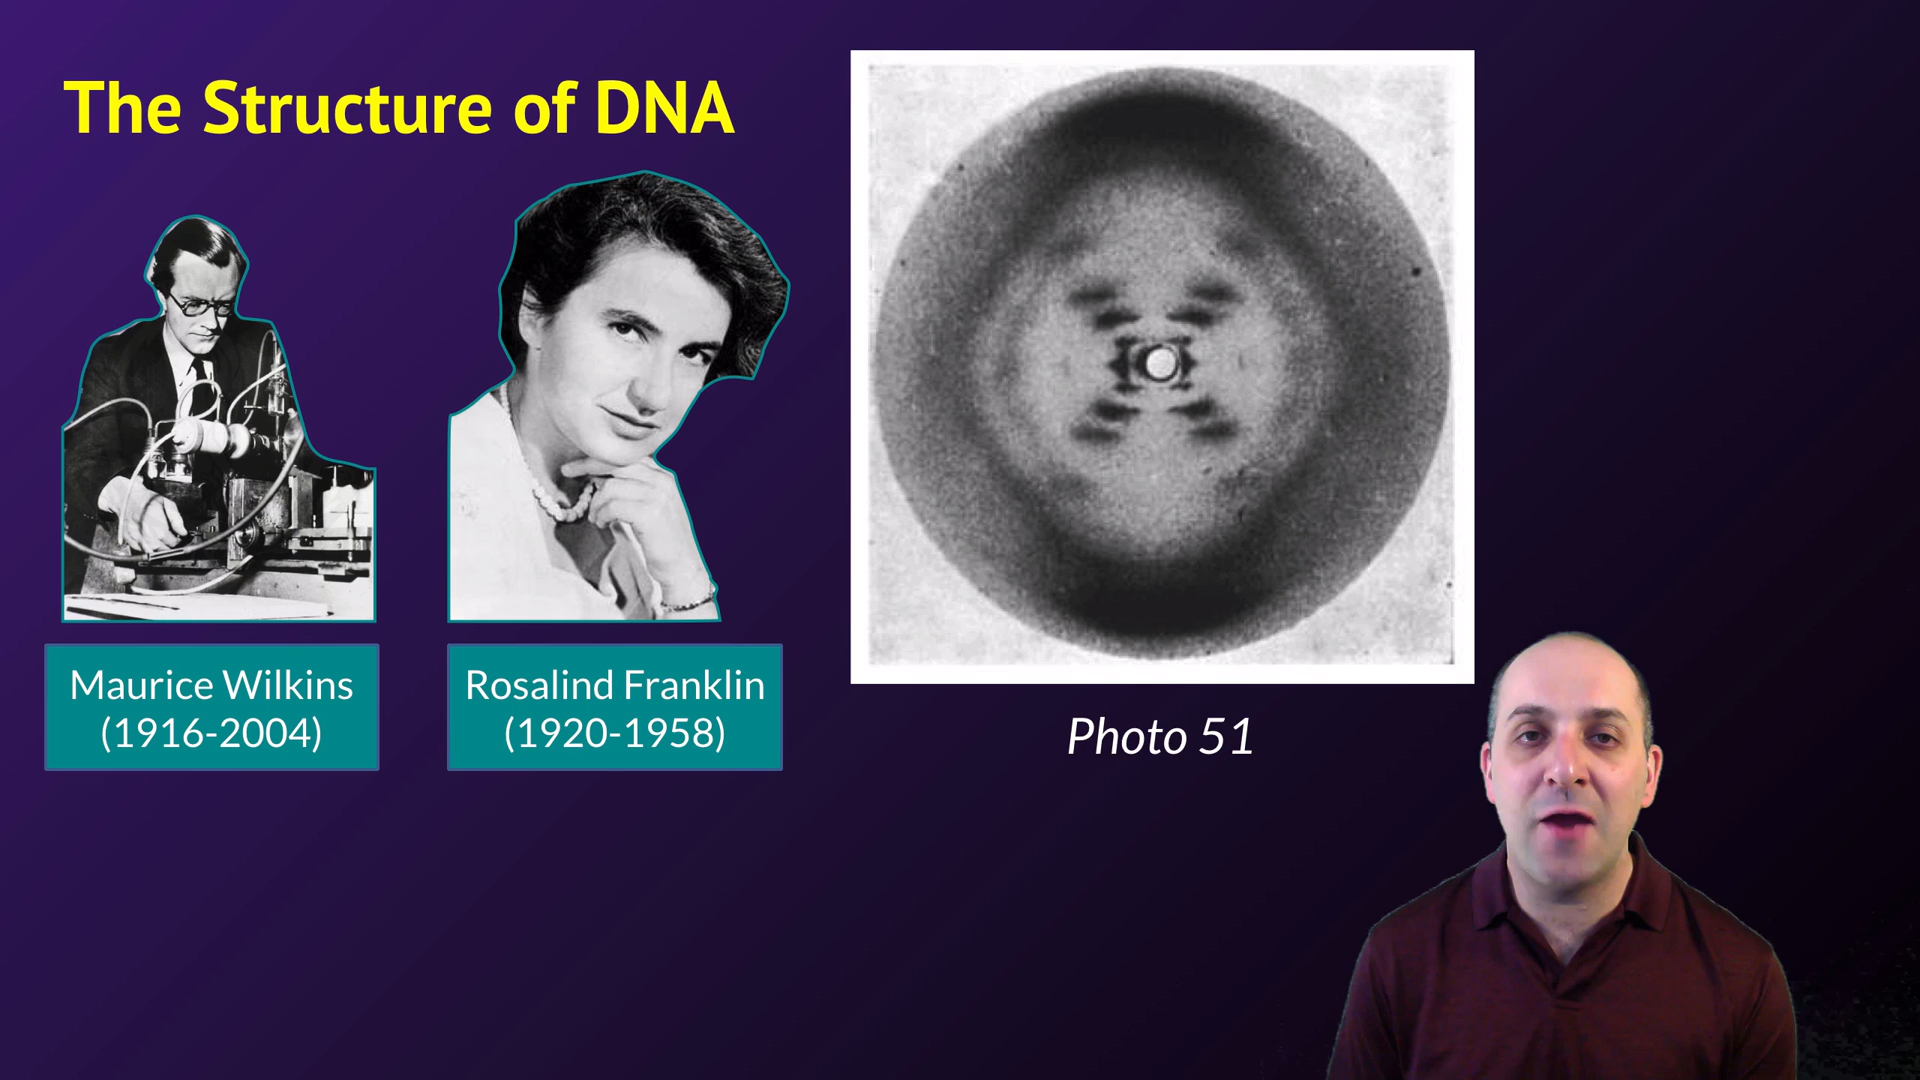 The Structure of DNA
Maurice Wilkins
(1916-2004)
Rosalind Franklin
(1920-1958)
Photo 51